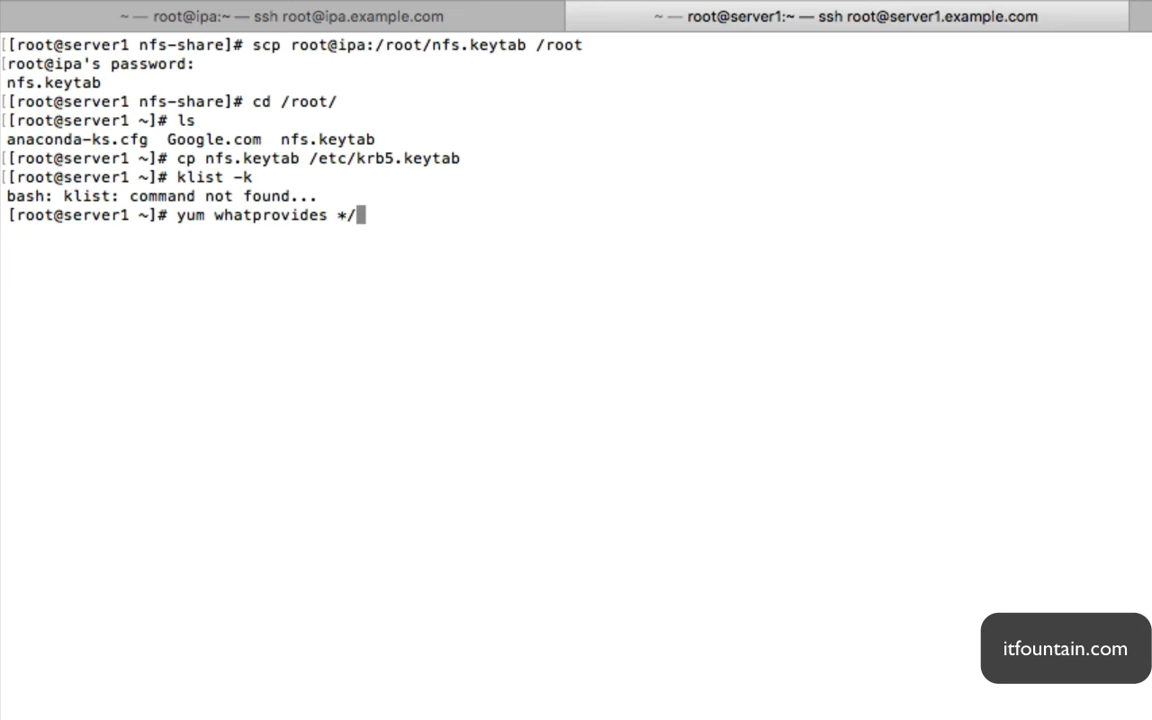 ~ — root@ipa:~ — ssh root@ipa.example.com
~ — root@server1:~ — ssh root@server1.example.com
[[root@server1 nfs-share]# scp root@ipa:/root/nfs.keytab /root
[root@ipa's password:
nfs.keytab
[[root@server1 nfs-share]# cd /root/
[[root@server1 ~]# ls
anaconda-ks.cfg  Google.com  nfs.keytab
[[root@server1 ~]# cp nfs.keytab /etc/krb5.keytab
[[root@server1 ~]# klist -k
bash: klist: command not found...
[root@server1 ~]# yum whatprovides */
itfountain.com